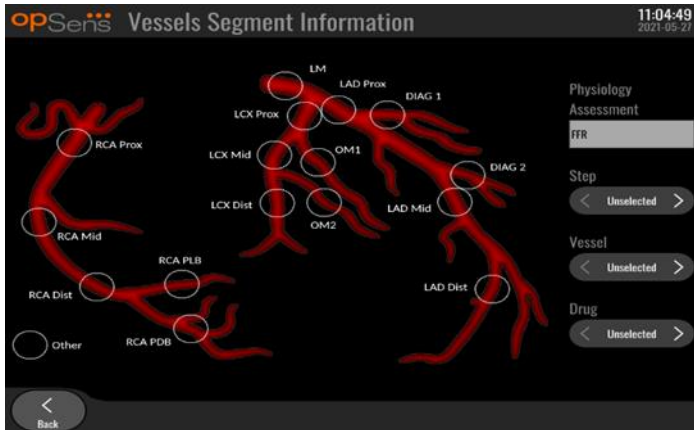 opSens Vessels Segment Information
11:04:49
2021-05-27
LM
LAD Prox
DIAG 1
LCX Prox
RCA Prox
LCX Mid
OM1
DIAG 2
LCX Dist
OM2
LAD Mid
RCA Mid
RCA PLB
RCA Dist
LAD Dist
RCA PDB
Other
Physiology
Assessment
FFR
Step
< Unselected >
Vessel
< Unselected >
Drug
< Unselected >
<
Back